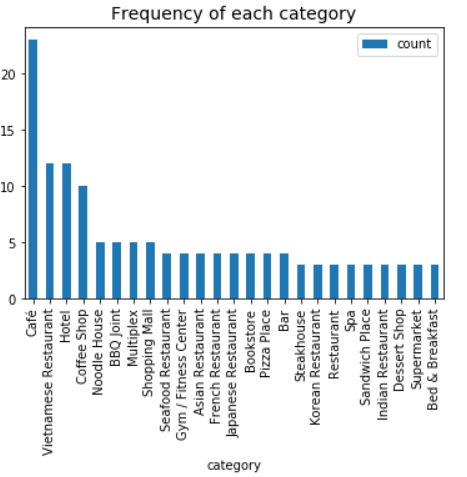 Frequency of each category
count
20
15
10
5
0
Café
Vietnamese Restaurant
Hotel
Coffee Shop
Noodle House
BBQ Joint
Multiplex
Shopping Mall
Seafood Restaurant
Gym / Fitness Center
Asian Restaurant
French Restaurant
Japanese Restaurant
Bookstore
Pizza Place
Bar
Steakhouse
Korean Restaurant
Restaurant
Spa
Sandwich Place
Indian Restaurant
Dessert Shop
Supermarket
Bed & Breakfast
category